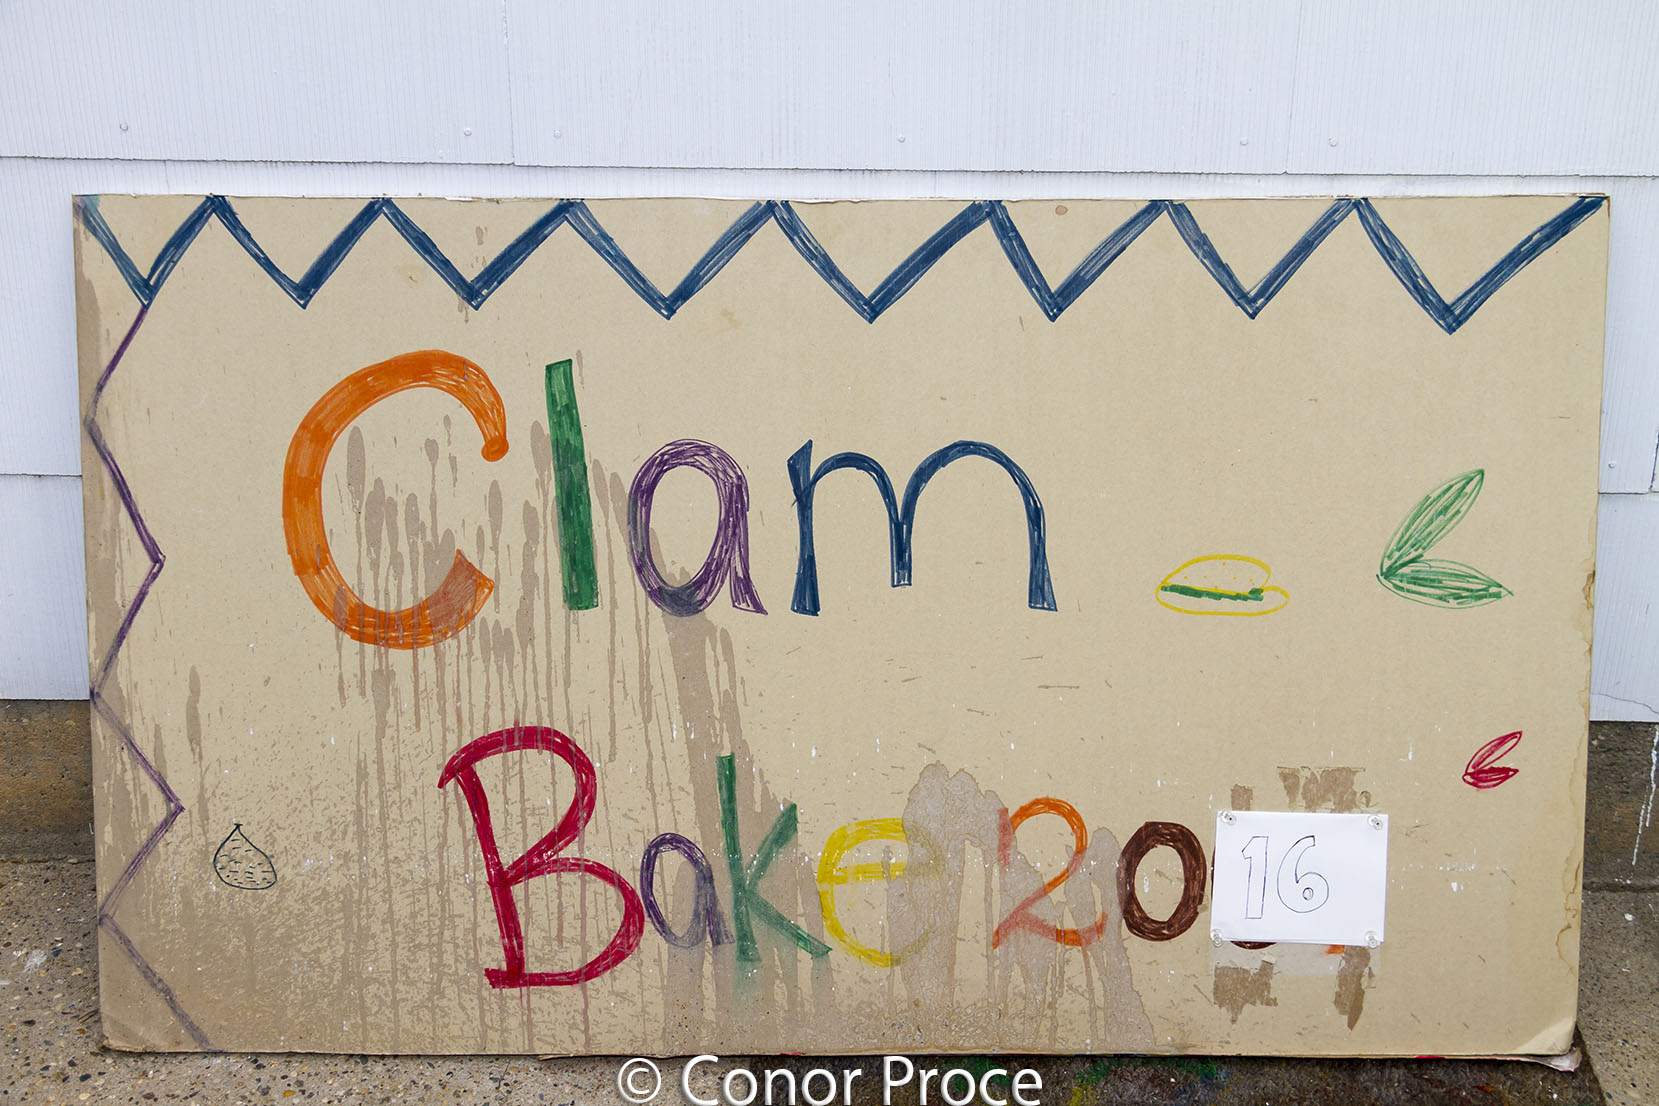 Clam
Bake 2016
© Conor Proce